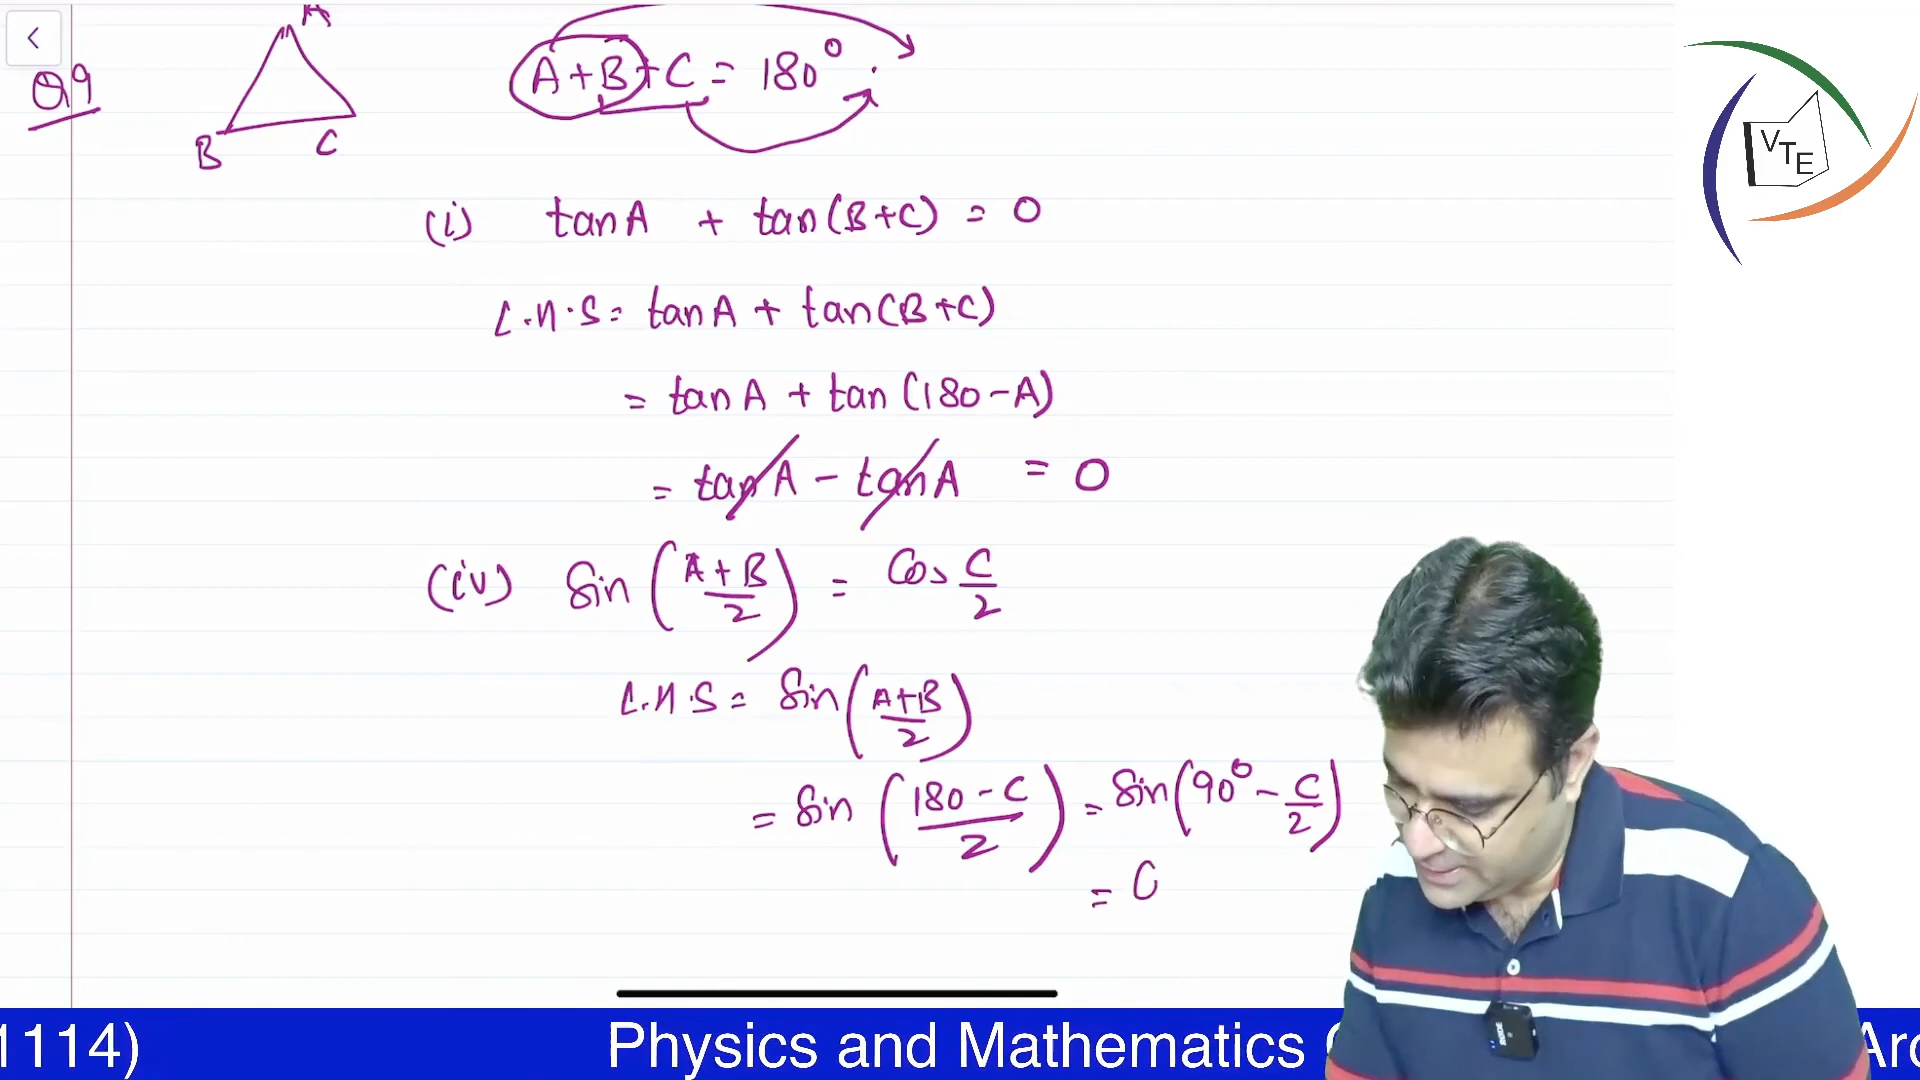 A
Q9
A+B+C = 180°
B
C
(i) tanA + tan(B+C) = 0
L.H.S = tanA + tan(B+C)
= tanA + tan(180-A)
= tanA - tanA = 0
(iv) Sin (A+B/2) = Cos C/2
L.H.S = Sin (A+B/2)
= Sin (180-C/2) = Sin (90° - C/2)
= C
VTE
1114) Physics and Mathematics